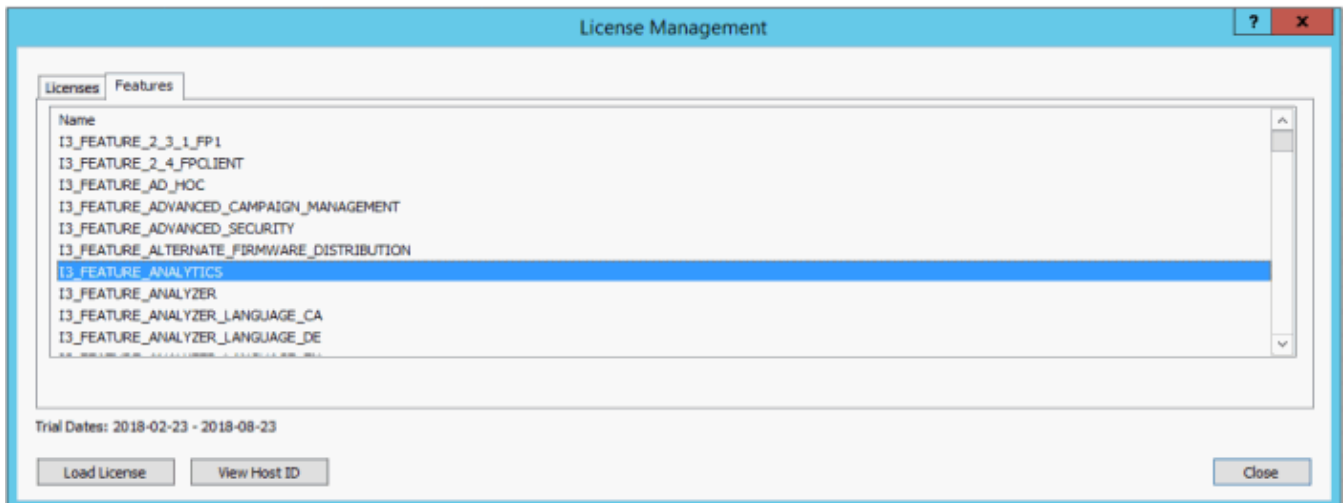 License Management
? x
Licenses Features
Name
I3_FEATURE_2_3_1_FP1
I3_FEATURE_2_4_FPCLIENT
I3_FEATURE_AD_HOC
I3_FEATURE_ADVANCED_CAMPAIGN_MANAGEMENT
I3_FEATURE_ADVANCED_SECURITY
I3_FEATURE_ALTERNATE_FIRMWARE_DISTRIBUTION
I3_FEATURE_ANALYTICS
I3_FEATURE_ANALYZER
I3_FEATURE_ANALYZER_LANGUAGE_CA
I3_FEATURE_ANALYZER_LANGUAGE_DE
Trial Dates: 2018-02-23 - 2018-08-23
Load License View Host ID Close